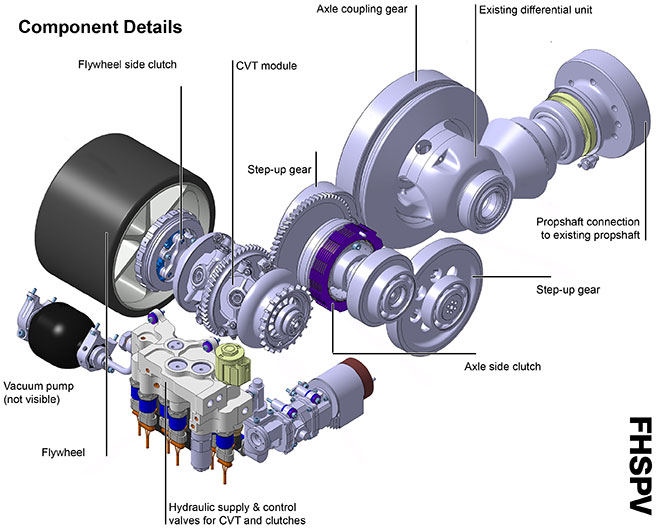 Component Details
Axle coupling gear
Existing differential unit
Flywheel side clutch
CVT module
Step-up gear
Propshaft connection
to existing propshaft
Step-up gear
Axle side clutch
Vacuum pump
(not visible)
Flywheel
Hydraulic supply & control
valves for CVT and clutches
FHSPV